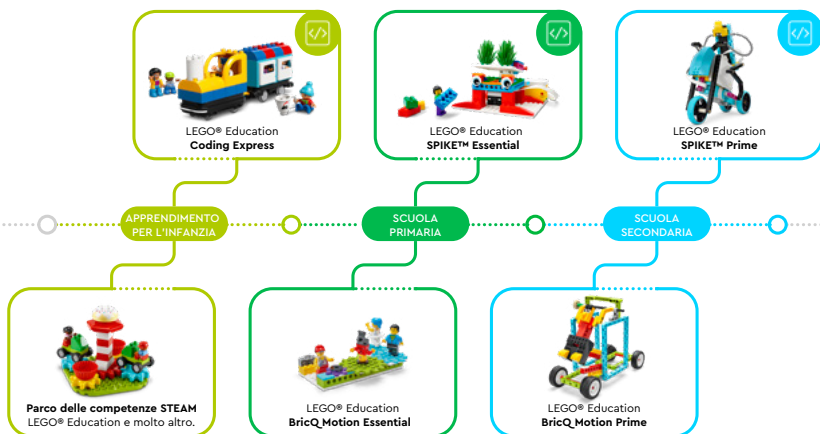 LEGO® Education
Coding Express
LEGO® Education
SPIKE™ Essential
LEGO® Education
SPIKE™ Prime
APPRENDIMENTO
PER L'INFANZIA
SCUOLA
PRIMARIA
SCUOLA
SECONDARIA
Parco delle competenze STEAM
LEGO® Education e molto altro.
LEGO® Education
BricQ Motion Essential
LEGO® Education
BricQ Motion Prime